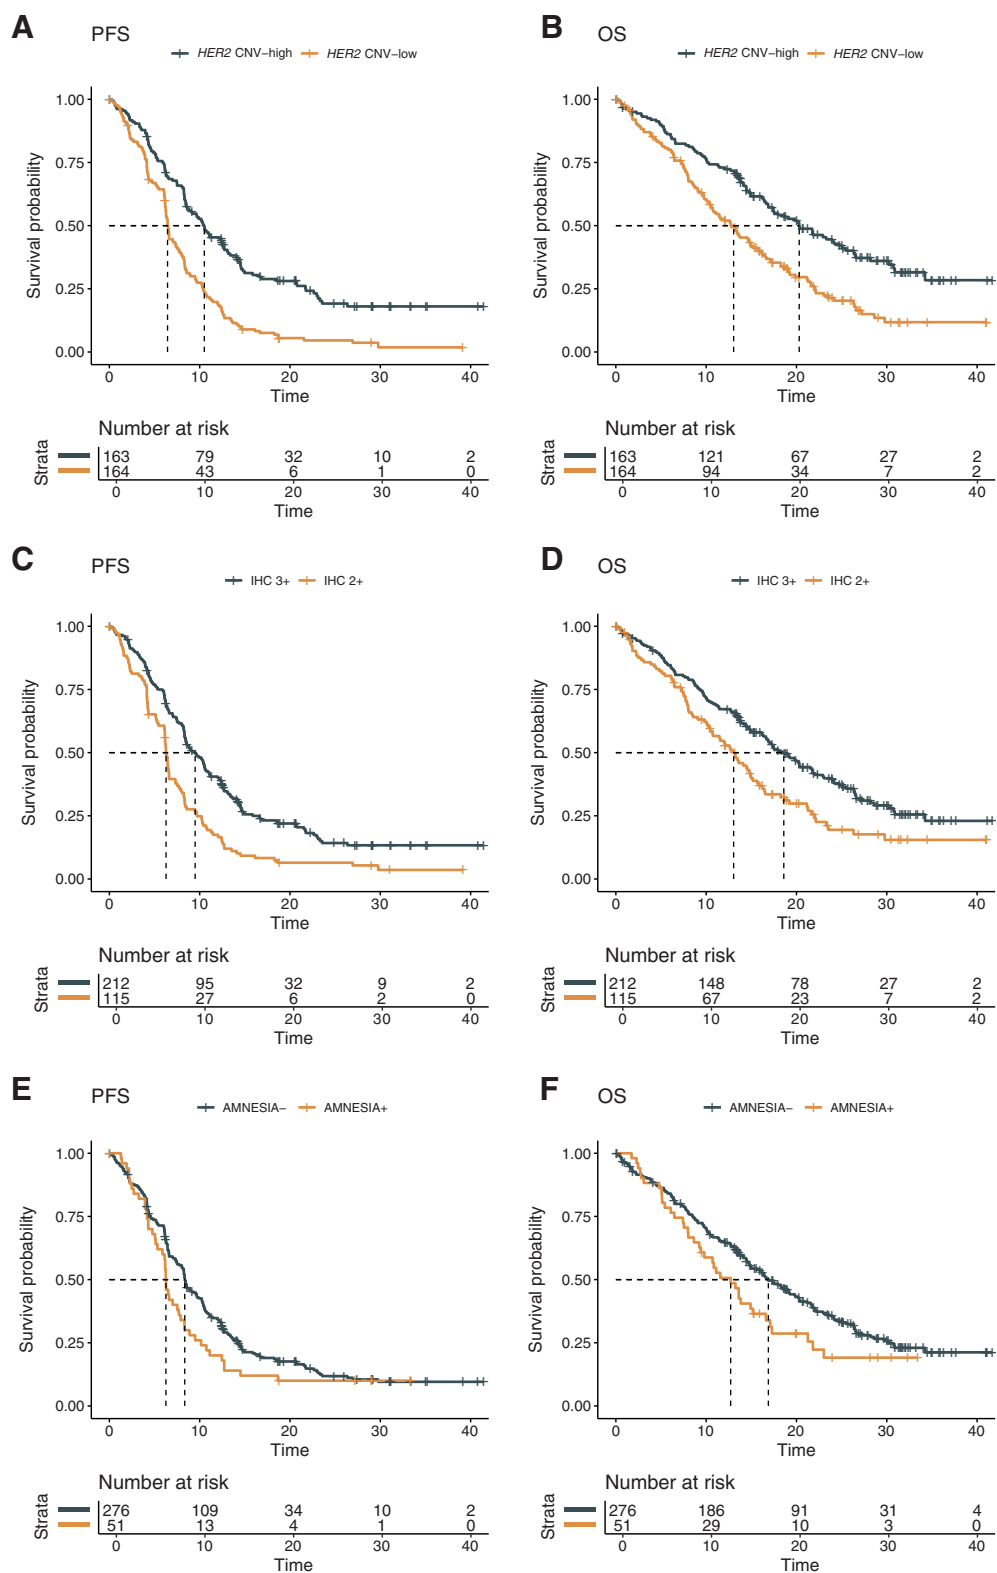 A
PFS
HER2 CNV−high HER2 CNV−low
Survival probability
1.00
0.75
0.50
0.25
0.00
0 10 20 30 40
Time
Number at risk
Strata
163 79 32 10 2
164 43 6 1 0
0 10 20 30 40
Time
B
OS
HER2 CNV−high HER2 CNV−low
Survival probability
1.00
0.75
0.50
0.25
0.00
0 10 20 30 40
Time
Number at risk
Strata
163 121 67 27 2
164 94 34 7 2
0 10 20 30 40
Time
C
PFS
IHC 3+ IHC 2+
Survival probability
1.00
0.75
0.50
0.25
0.00
0 10 20 30 40
Time
Number at risk
Strata
212 95 32 9 2
115 27 6 2 0
0 10 20 30 40
Time
D
OS
IHC 3+ IHC 2+
Survival probability
1.00
0.75
0.50
0.25
0.00
0 10 20 30 40
Time
Number at risk
Strata
212 148 78 27 2
115 67 23 7 2
0 10 20 30 40
Time
E
PFS
AMNESIA− AMNESIA+
Survival probability
1.00
0.75
0.50
0.25
0.00
0 10 20 30 40
Time
Number at risk
Strata
276 109 34 10 2
51 13 4 1 0
0 10 20 30 40
Time
F
OS
AMNESIA− AMNESIA+
Survival probability
1.00
0.75
0.50
0.25
0.00
0 10 20 30 40
Time
Number at risk
Strata
276 186 91 31 4
51 29 10 3 0
0 10 20 30 40
Time